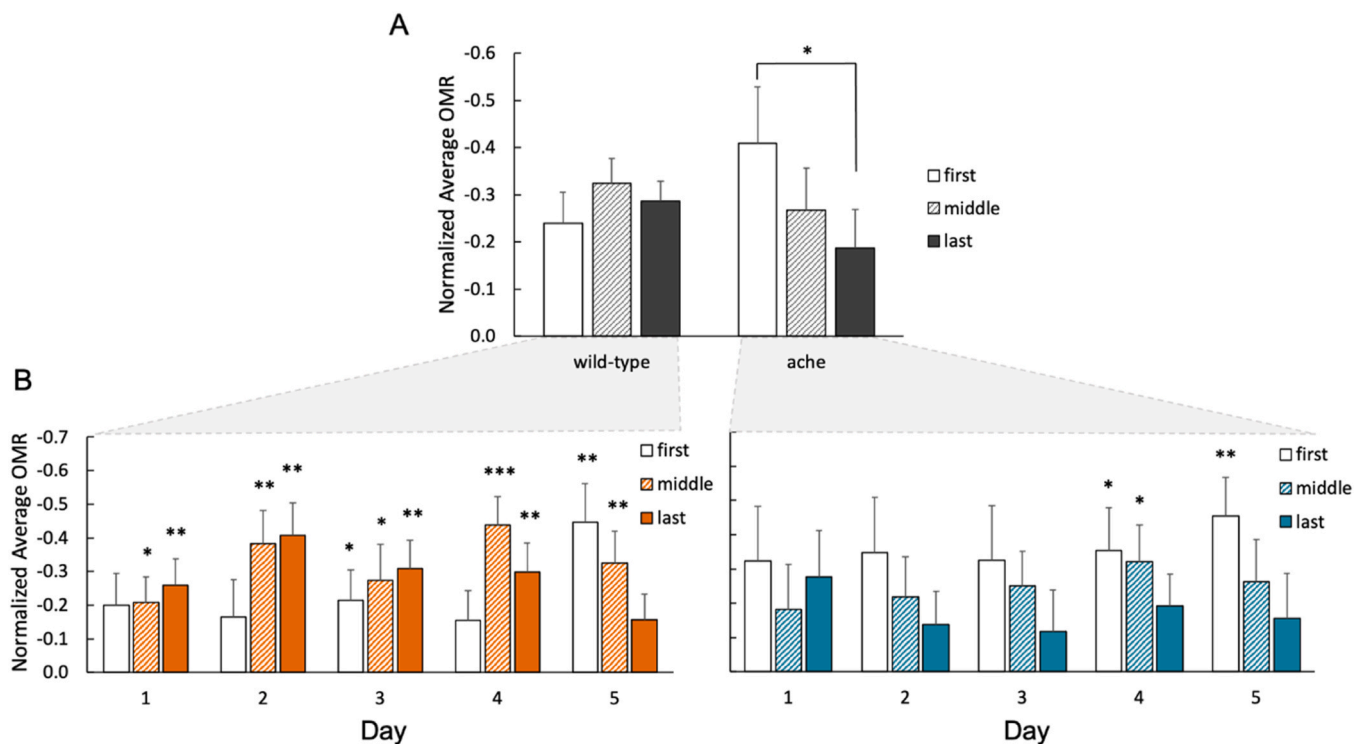 A
Normalized Average OMR
-0.6
-0.5
-0.4
-0.3
-0.2
-0.1
0.0
*
first
middle
last
wild-type
ache
B
Normalized Average OMR
-0.7
-0.6
-0.5
-0.4
-0.3
-0.2
-0.1
0.0
* **
** **
* * **
*** **
** **
first
middle
last
1 2 3 4 5
Day
* *
**
first
middle
last
1 2 3 4 5
Day